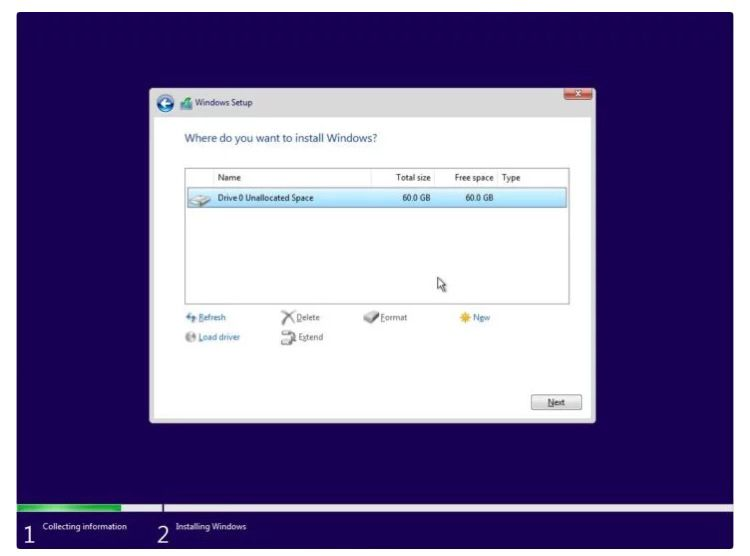 Windows Setup
Where do you want to install Windows?
Name Total size Free space Type
Drive 0 Unallocated Space 60.0 GB 60.0 GB
Refresh Delete Format New
Load driver Extend
Next
1 Collecting information 2 Installing Windows